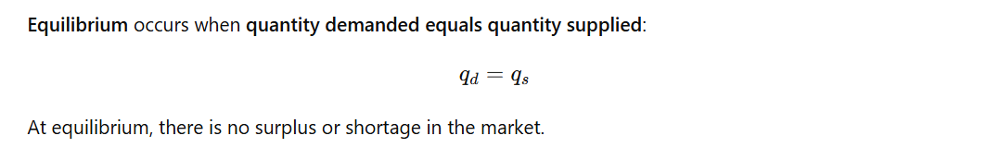 Equilibrium occurs when quantity demanded equals quantity supplied:
qd = qs
At equilibrium, there is no surplus or shortage in the market.